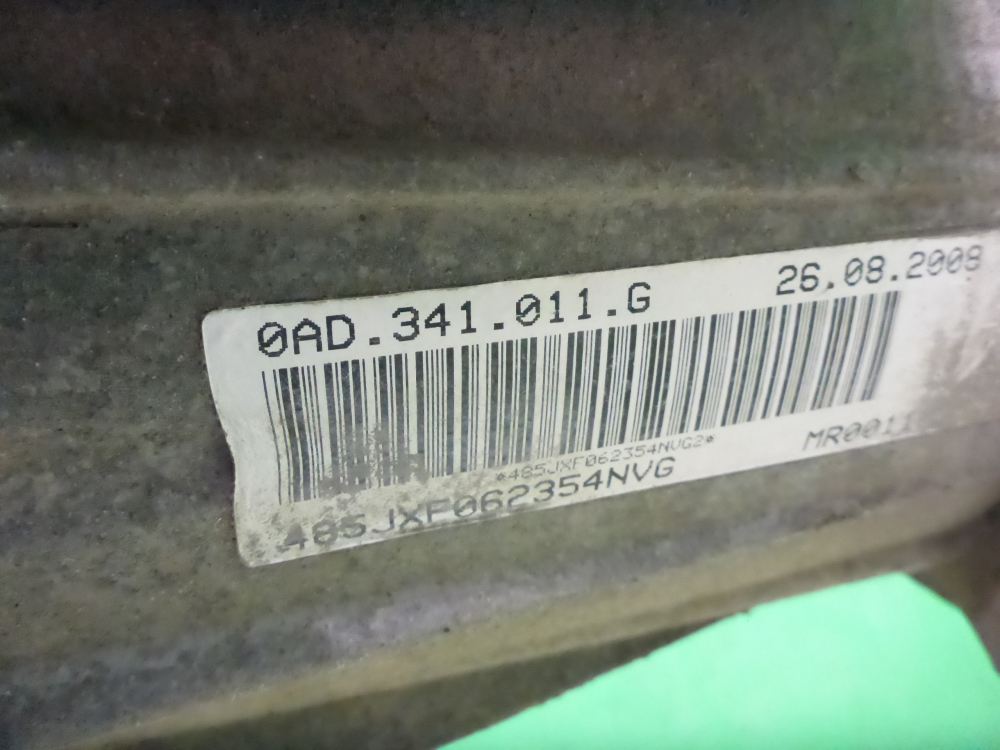 0AD.341.011.G 26.08.2008
*485JXF062354NVG2*
485JXF062354NVG